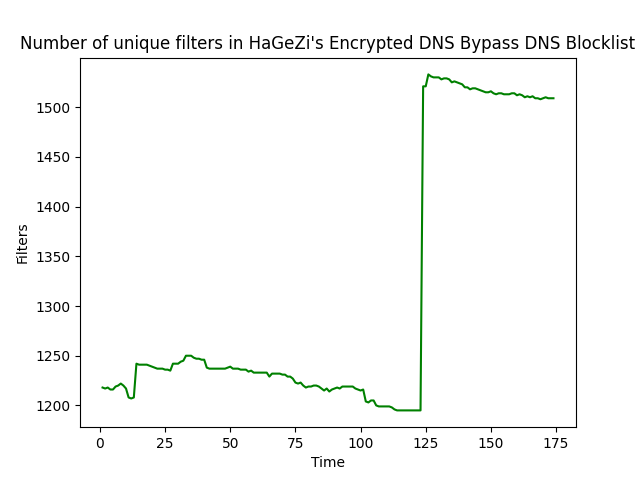 Number of unique filters in HaGeZi's Encrypted DNS Bypass DNS Blocklist
1500
1450
1400
1350
1300
1250
1200
Filters
0 25 50 75 100 125 150 175
Time